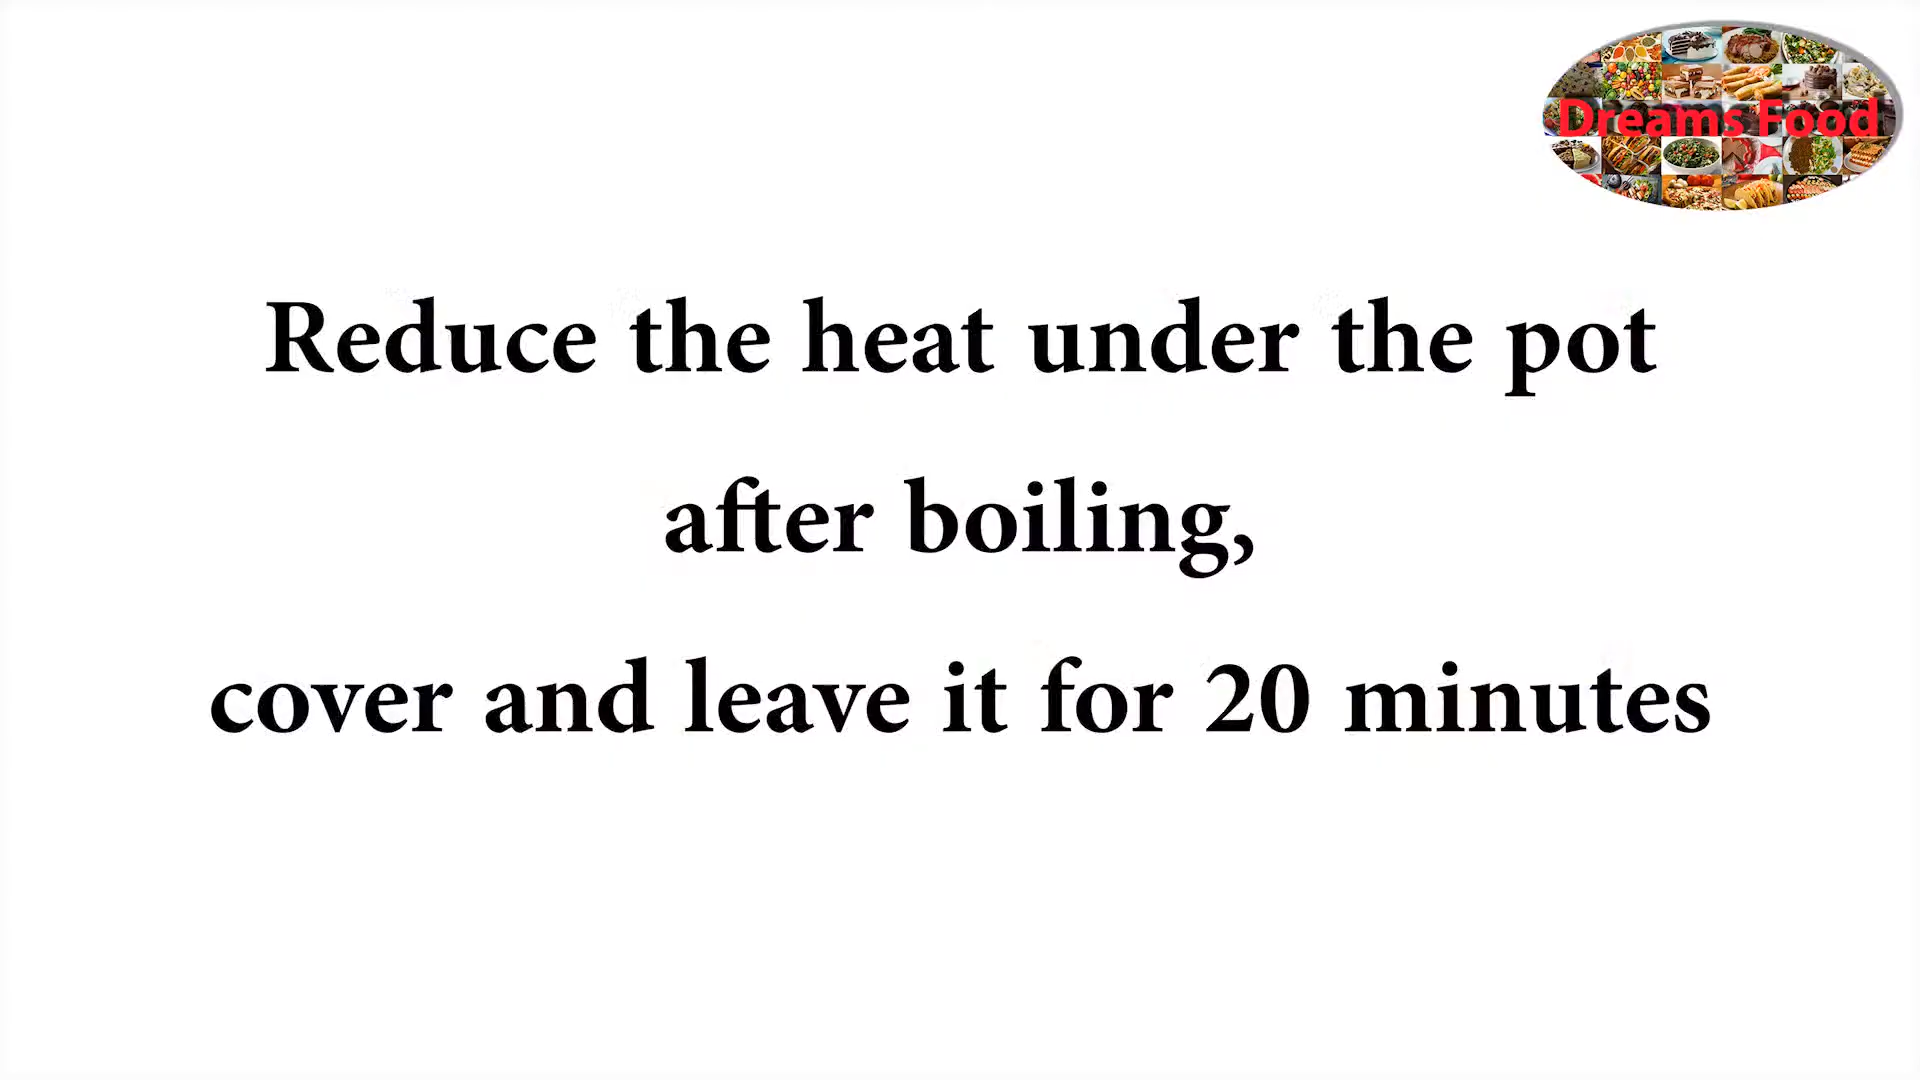 Dreams Food
Reduce the heat under the pot
after boiling,
cover and leave it for 20 minutes